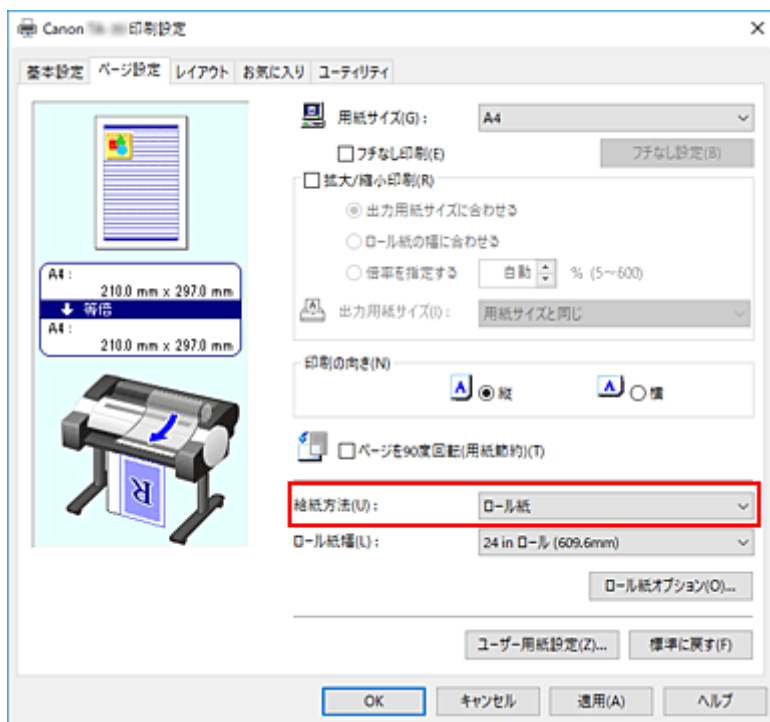 Canon 印刷設定
基本設定 ページ設定 レイアウト お気に入り ユーティリティ
用紙サイズ(G): A4
フチなし印刷(E) フチなし設定(B)
拡大/縮小印刷(R)
出力用紙サイズに合わせる
ロール紙の幅に合わせる
倍率を指定する 自動 % (5～600)
出力用紙サイズ(I): 用紙サイズと同じ
A4:
210.0 mm x 297.0 mm
等倍
A4:
210.0 mm x 297.0 mm
印刷の向き(N)
A 縦 A 横
ページを90度回転(用紙節約)(T)
R
給紙方法(U): ロール紙
ロール紙幅(L): 24 in ロール (609.6mm)
ロール紙オプション(O)...
ユーザー用紙設定(Z)... 標準に戻す(F)
OK キャンセル 適用(A) ヘルプ